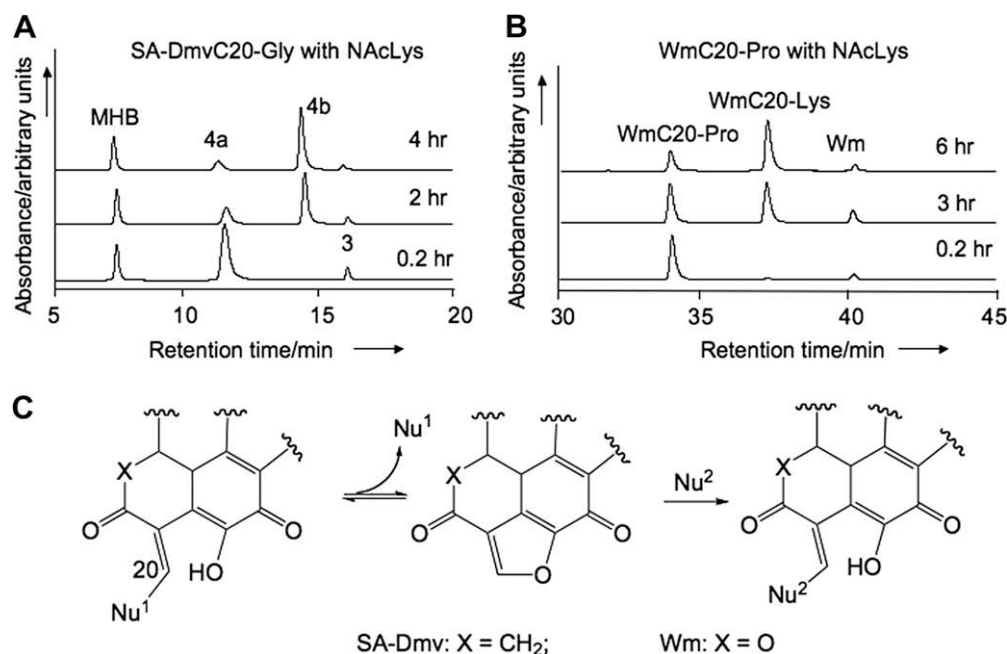 A
SA-DmvC20-Gly with NAcLys
Absorbance/arbitrary units
MHB
4a
4b
4 hr
2 hr
3
0.2 hr
5 10 15 20
Retention time/min
B
WmC20-Pro with NAcLys
Absorbance/arbitrary units
WmC20-Lys
WmC20-Pro
Wm
6 hr
3 hr
0.2 hr
30 35 40 45
Retention time/min
C
X
O
O
20
HO
Nu¹
Nu¹
X
O
O
O
Nu²
X
O
O
HO
Nu²
SA-Dmv: X = CH₂; Wm: X = O